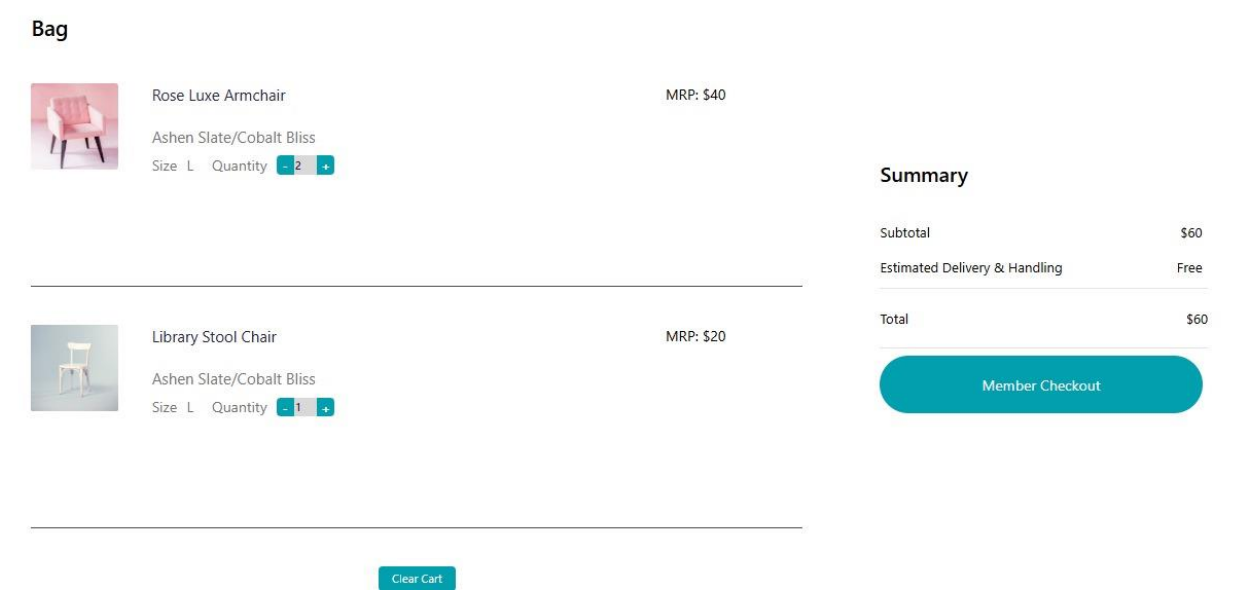 Bag
Rose Luxe Armchair MRP: $40
Ashen Slate/Cobalt Bliss
Size L Quantity - 2 +
Library Stool Chair MRP: $20
Ashen Slate/Cobalt Bliss
Size L Quantity - 1 +
Clear Cart
Summary
Subtotal $60
Estimated Delivery & Handling Free
Total $60
Member Checkout